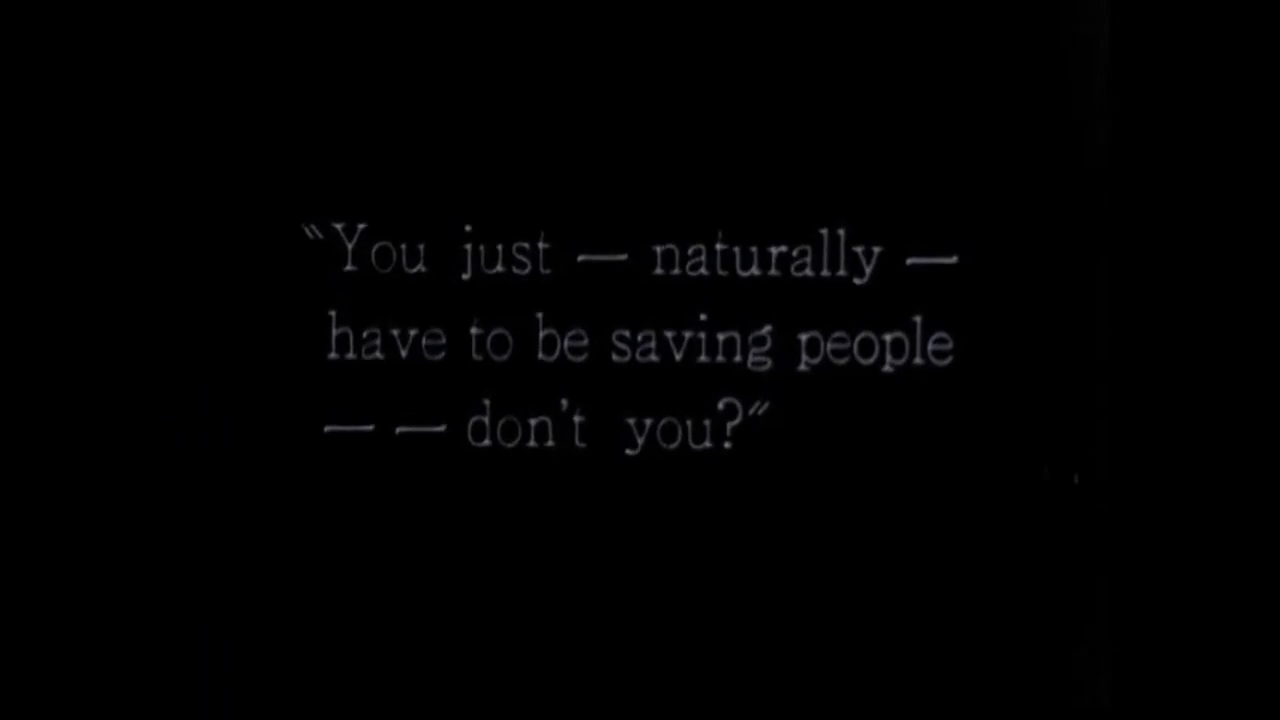 "You just — naturally —
have to be saving people
— — don't you?"